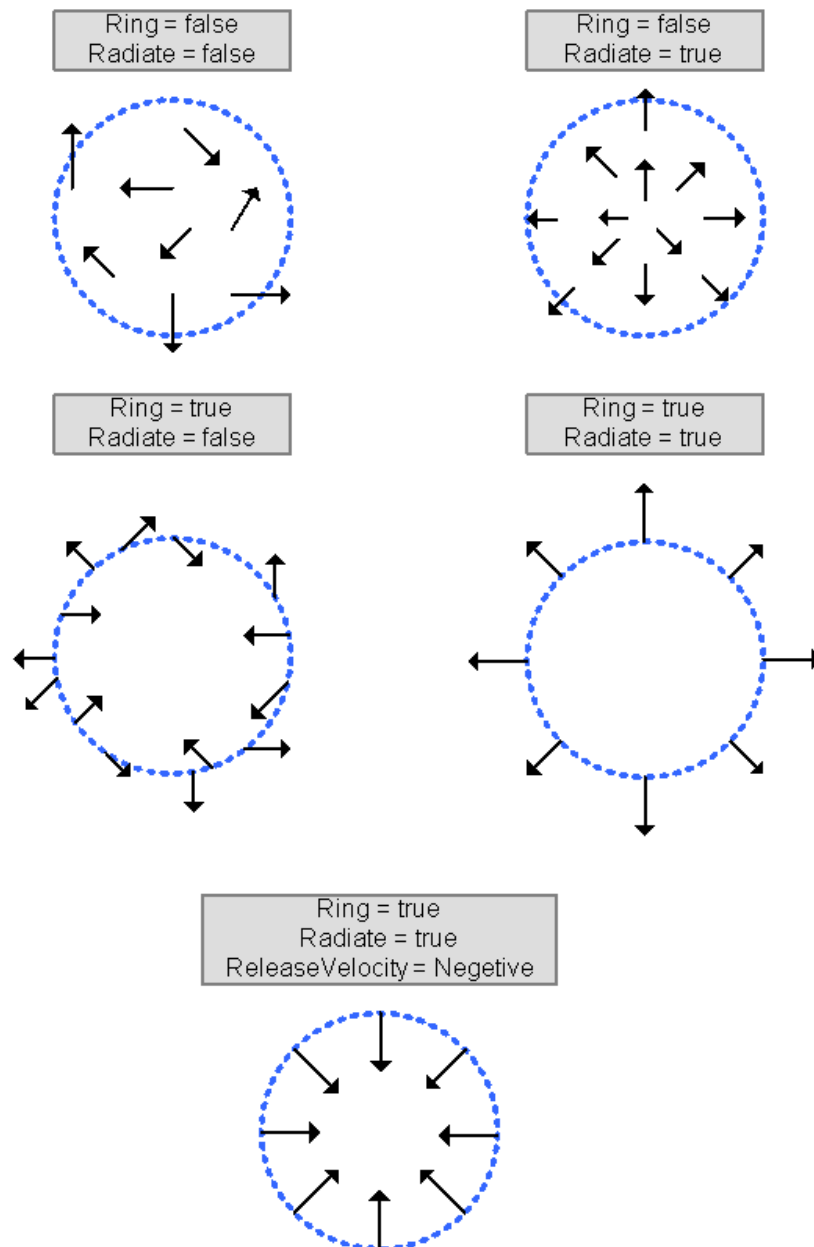 Ring = false
Radiate = false
Ring = false
Radiate = true
Ring = true
Radiate = false
Ring = true
Radiate = true
Ring = true
Radiate = true
ReleaseVelocity = Negetive